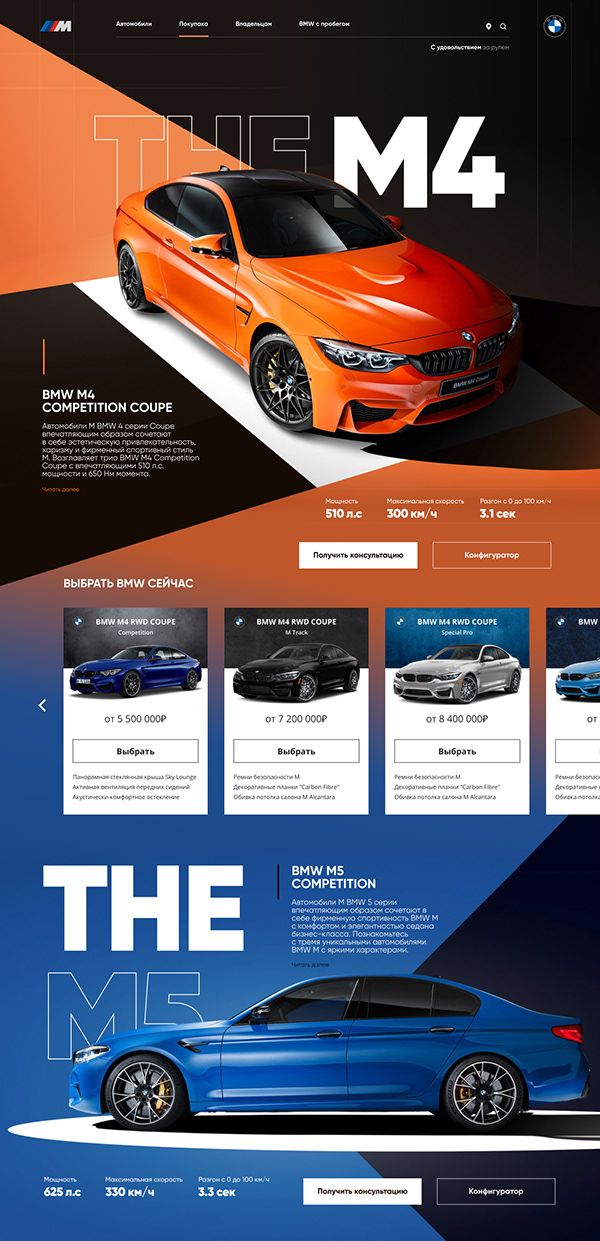 M
Автомобили
Покупака
Владельцам
BMW с пробегом
С удовольствием за рулем
THE M4
BMW M4 Coupe
BMW M4
COMPETITION COUPE
Автомобили M BMW 4 серии Coupe
впечатляющим образом сочетают
в себе эстетическую привлекательность,
харизму и фирменный спортивный стиль
M. Возглавляет трио BMW M4 Competition
Coupe с впечатляющими 510 л.с.
мощности и 650 Нм момента.
Читать далее
Мощность
510 л.с
Максимальная скорость
300 км/ч
Разгон с 0 до 100 км/ч
3.1 сек
Получить консультацию
Конфигуратор
ВЫБРАТЬ BMW СЕЙЧАС
BMW M4 RWD COUPE
Competition
от 5 500 000₽
Выбрать
Панорамная стеклянная крыша Sky Lounge
Активная вентиляция передних сидений
Акустически-комфортное остекление
BMW M4 RWD COUPE
M Track
от 7 200 000₽
Выбрать
Ремни безопасности M
Декоративные планки "Carbon Fibre"
Обивка потолка салона M Alcantara
BMW M4 RWD COUPE
Special Pro
от 8 400 000₽
Выбрать
Ремни безопасности M
Декоративные планки "Carbon Fibre"
Обивка потолка салона M Alcantara
BM
от
Ремни без
Декоратив
Обивка по
THE
M5
BMW M5
COMPETITION
Автомобили M BMW 5 серии
впечатляющим образом сочетают в
себе фирменную спортивность BMW M
с комфортом и элегантностью седана
бизнес-класса. Познакомьтесь
с тремя уникальными автомобилями
BMW M с яркими характерами.
Читать далее
Мощность
625 л.с
Максимальная скорость
330 км/ч
Разгон с 0 до 100 км/ч
3.3 сек
Получить консультацию
Конфигуратор